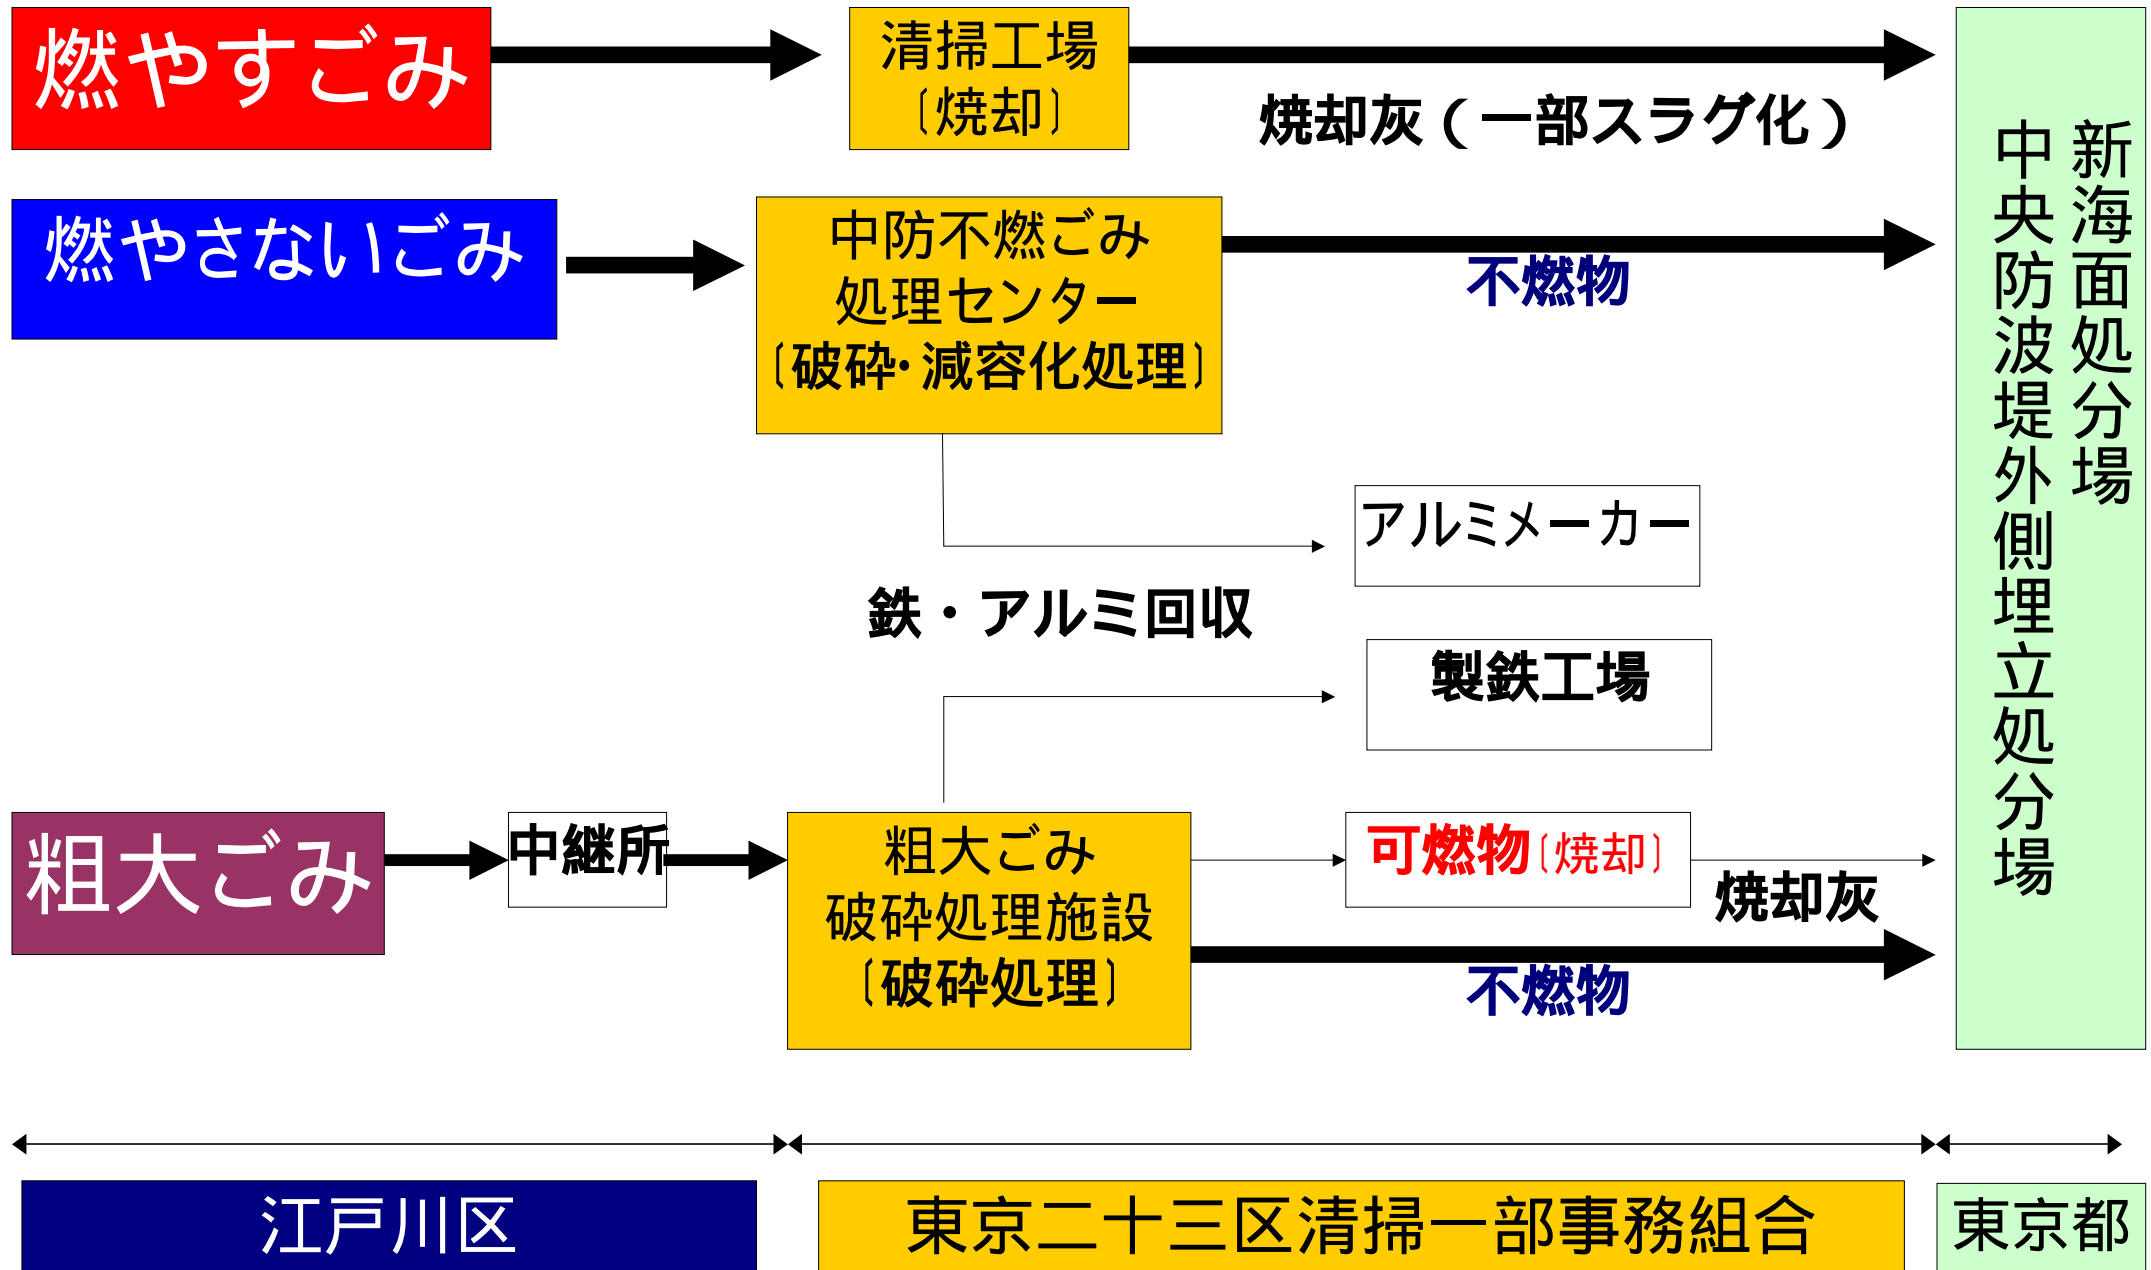 燃やすごみ
清掃工場
〔焼却〕
焼却灰（一部スラグ化）
燃やさないごみ
中防不燃ごみ
処理センター
〔破砕・減容化処理〕
不燃物
新海面処分場
中央防波堤外側埋立処分場
アルミメーカー
鉄・アルミ回収
製鉄工場
粗大ごみ
中継所
粗大ごみ
破砕処理施設
〔破砕処理〕
可燃物〔焼却〕
焼却灰
不燃物
江戸川区
東京二十三区清掃一部事務組合
東京都